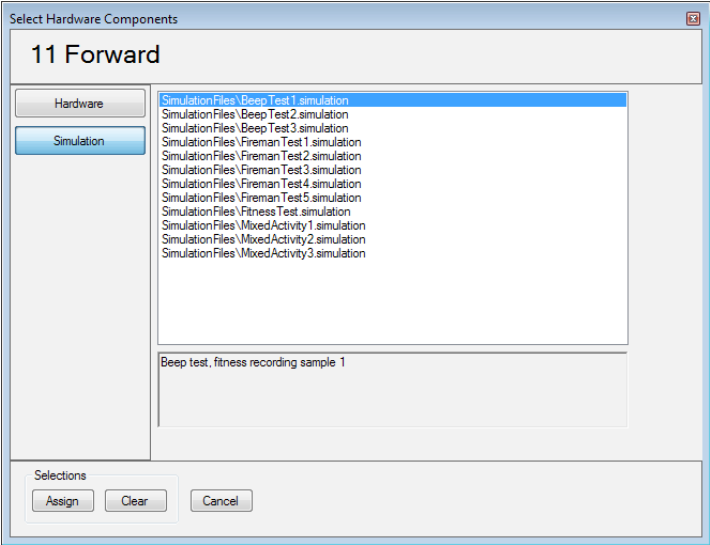 Select Hardware Components
11 Forward
Hardware
Simulation
SimulationFiles\BeepTest1.simulation
SimulationFiles\BeepTest2.simulation
SimulationFiles\BeepTest3.simulation
SimulationFiles\FiremanTest1.simulation
SimulationFiles\FiremanTest2.simulation
SimulationFiles\FiremanTest3.simulation
SimulationFiles\FiremanTest4.simulation
SimulationFiles\FiremanTest5.simulation
SimulationFiles\FitnessTest.simulation
SimulationFiles\MixedActivity1.simulation
SimulationFiles\MixedActivity2.simulation
SimulationFiles\MixedActivity3.simulation
Beep test, fitness recording sample 1
Selections
Assign Clear Cancel